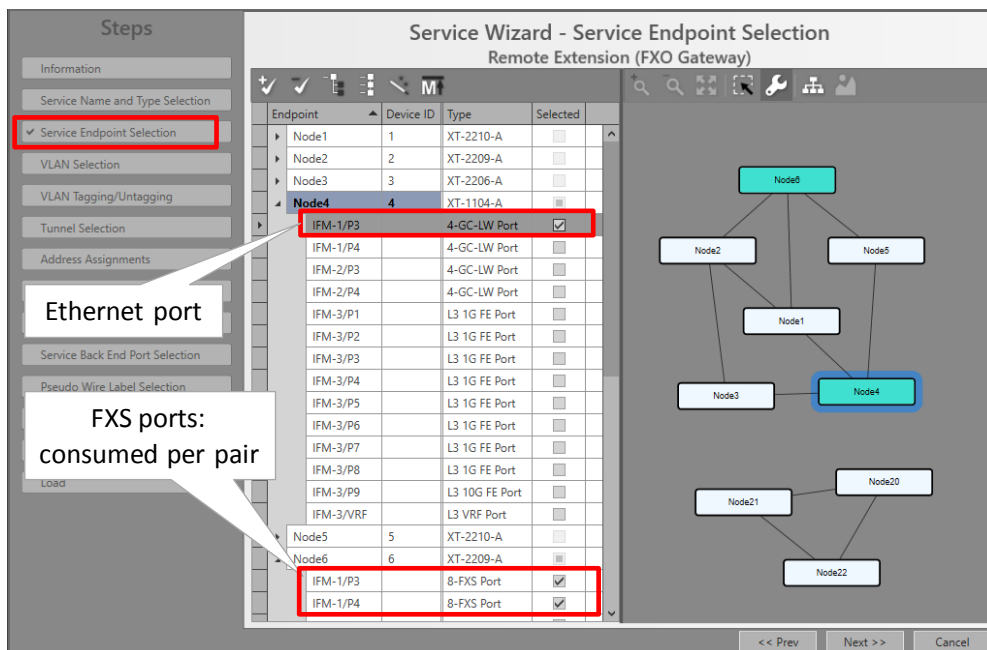 Steps
Information
Service Name and Type Selection
Service Endpoint Selection
VLAN Selection
VLAN Tagging/Untagging
Tunnel Selection
Address Assignments
Service Back End Port Selection
Pseudo Wire Label Selection
Load
Ethernet port
FXS ports:
consumed per pair
Service Wizard - Service Endpoint Selection
Remote Extension (FXO Gateway)
M
Endpoint Device ID Type Selected
Node1 1 XT-2210-A
Node2 2 XT-2209-A
Node3 3 XT-2206-A
Node4 4 XT-1104-A
IFM-1/P3 4-GC-LW Port
IFM-1/P4 4-GC-LW Port
IFM-2/P3 4-GC-LW Port
IFM-2/P4 4-GC-LW Port
IFM-3/P1 L3 1G FE Port
IFM-3/P2 L3 1G FE Port
IFM-3/P3 L3 1G FE Port
IFM-3/P4 L3 1G FE Port
IFM-3/P5 L3 1G FE Port
IFM-3/P6 L3 1G FE Port
IFM-3/P7 L3 1G FE Port
IFM-3/P8 L3 1G FE Port
IFM-3/P9 L3 10G FE Port
IFM-3/VRF L3 VRF Port
Node5 5 XT-2210-A
Node6 6 XT-2209-A
IFM-1/P3 8-FXS Port
IFM-1/P4 8-FXS Port
Node6
Node2
Node5
Node1
Node3
Node4
Node20
Node21
Node22
<< Prev
Next >>
Cancel